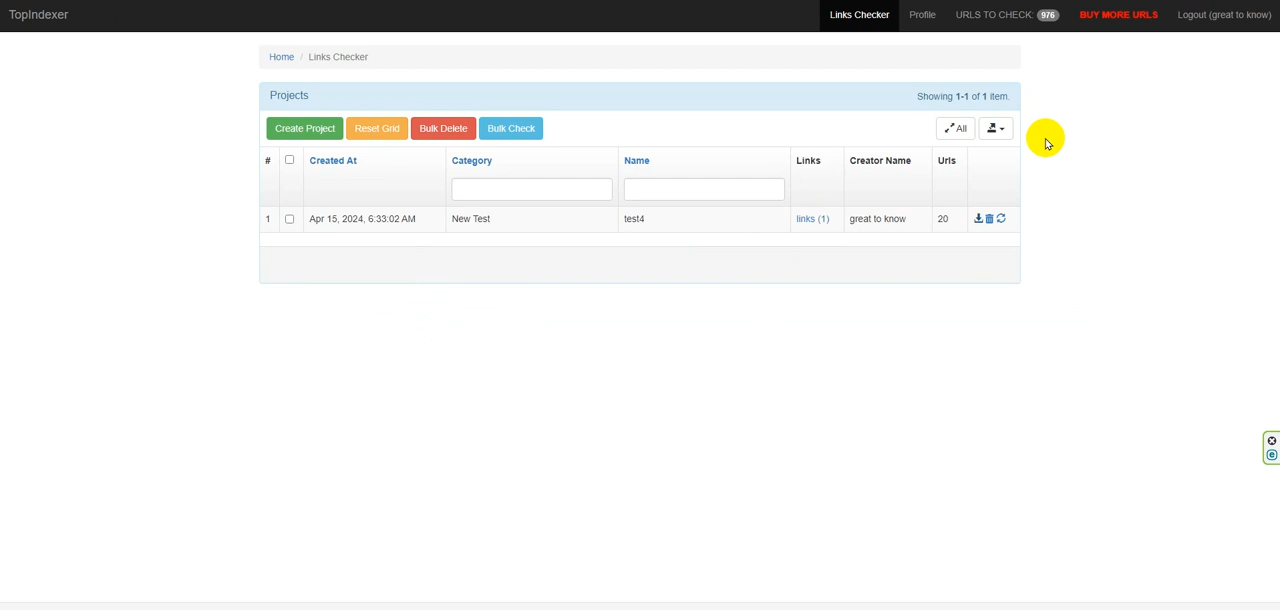 TopIndexer Links Checker Profile URLS TO CHECK: 976 BUY MORE URLS Logout (great to know)
Home / Links Checker
Projects Showing 1-1 of 1 item.
Create Project Reset Grid Bulk Delete Bulk Check All
# Created At Category Name Links Creator Name Urls
1 Apr 15, 2024, 6:33:02 AM New Test test4 links (1) great to know 20